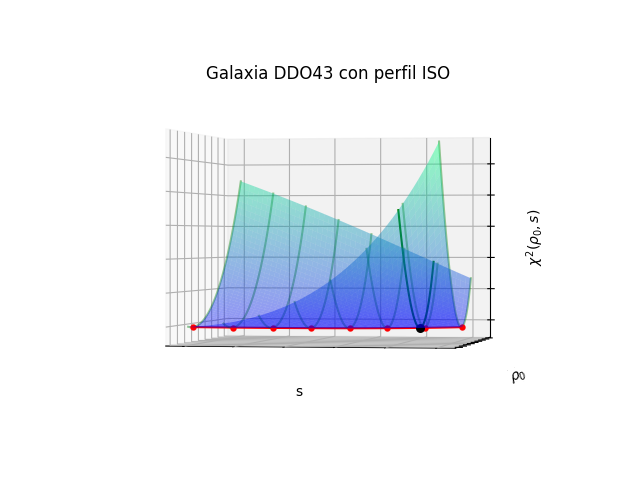 Galaxia DDO43 con perfil ISO
χ²(ρ₀, s)
ρ₀
s